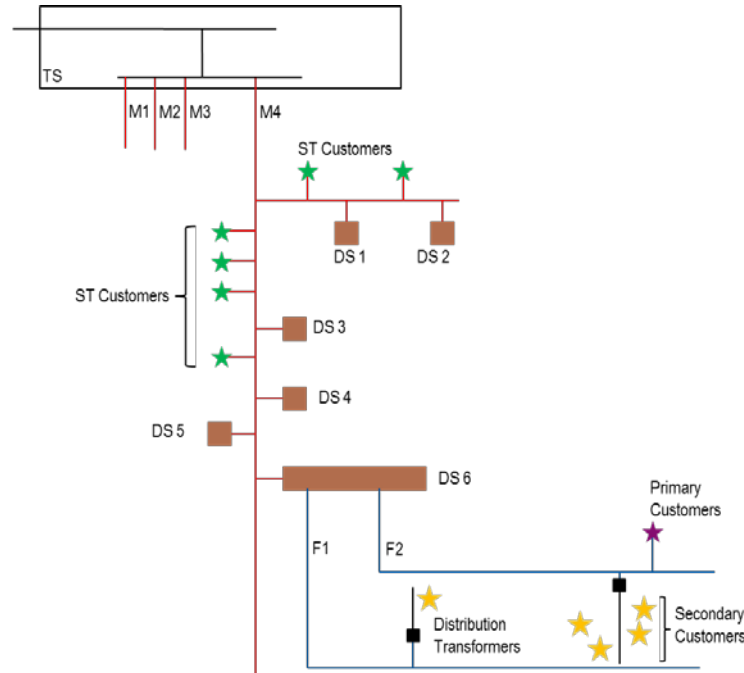 TS
M1
M2
M3
M4
ST Customers
DS 1
DS 2
ST Customers
DS 3
DS 4
DS 5
DS 6
Primary
Customers
F1
F2
Distribution
Transformers
Secondary
Customers